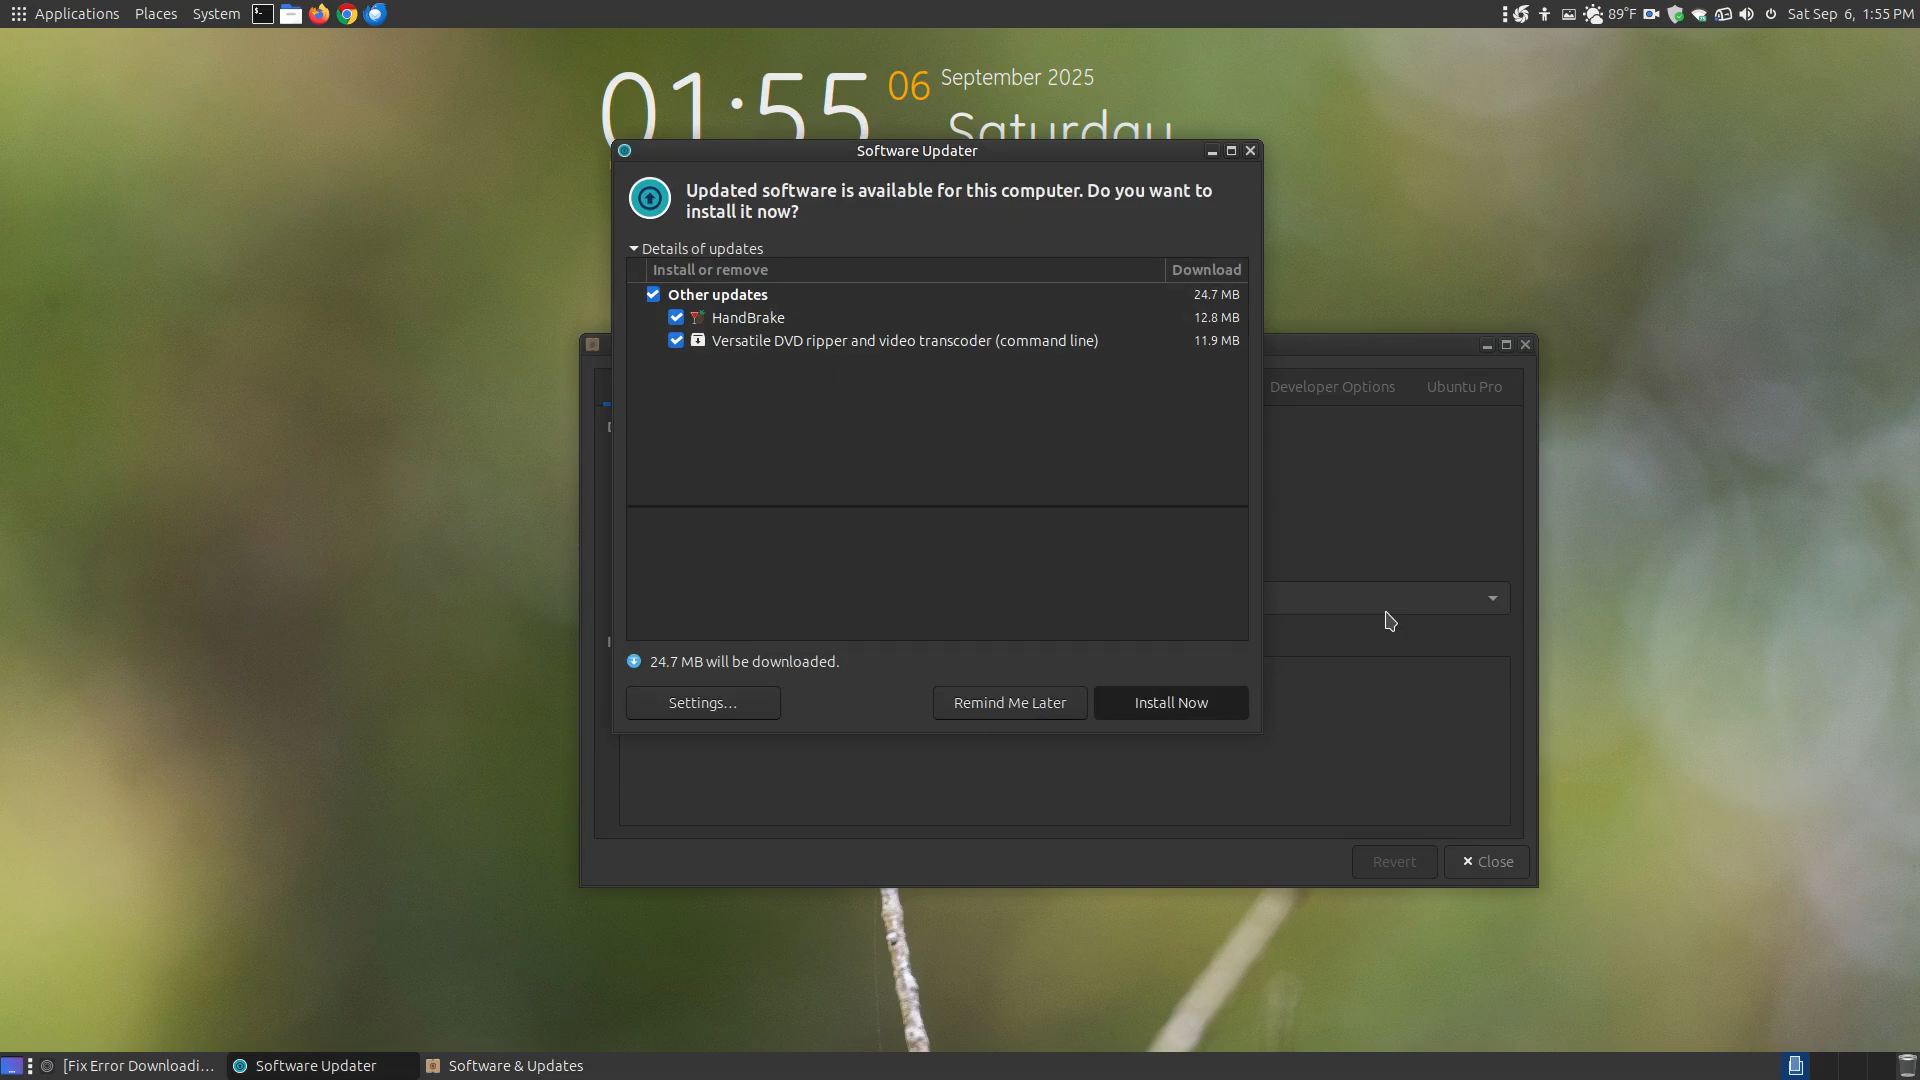 Applications Places System 89°F Sat Sep 6, 1:55 PM
01:55 06 September 2025
Saturday
Software Updater
Updated software is available for this computer. Do you want to
install it now?
Details of updates
Install or remove Download
Other updates 24.7 MB
HandBrake 12.8 MB
Versatile DVD ripper and video transcoder (command line) 11.9 MB
Developer Options Ubuntu Pro
24.7 MB will be downloaded.
Settings... Remind Me Later Install Now
Revert Close
[Fix Error Downloadi... Software Updater Software & Updates